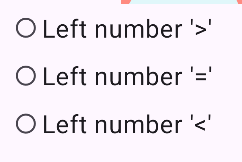 Left number '>'
Left number '='
Left number '<'